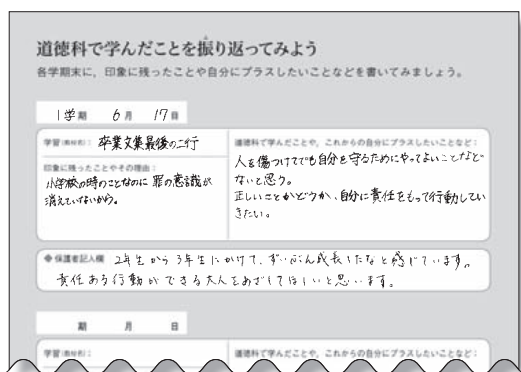 道徳科で学んだことを振り返ってみよう
各学期末に，印象に残ったことや自分にプラスしたいことなどを書いてみましょう。
1学期 6月 17日
学習(教材名)： 卒業文集最後の二行
印象に残ったことやその理由：
小学校の時のことなのに 罪の意識が
消えていないから。
道徳科で学んだことや，これからの自分にプラスしたいことなど：
人を傷つけてでも自分を守るためにやってよいことなど
ないと思う。
正しいことかどうか、自分に責任をもって行動してい
きたい。
◆保護者記入欄 2年生から3年生にかけて、ずいぶん成長したなと感じています。
責任ある行動ができる大人をめざしてほしいと思います。
期 月 日
学習(教材名)：
道徳科で学んだことや，これからの自分にプラスしたいことなど：